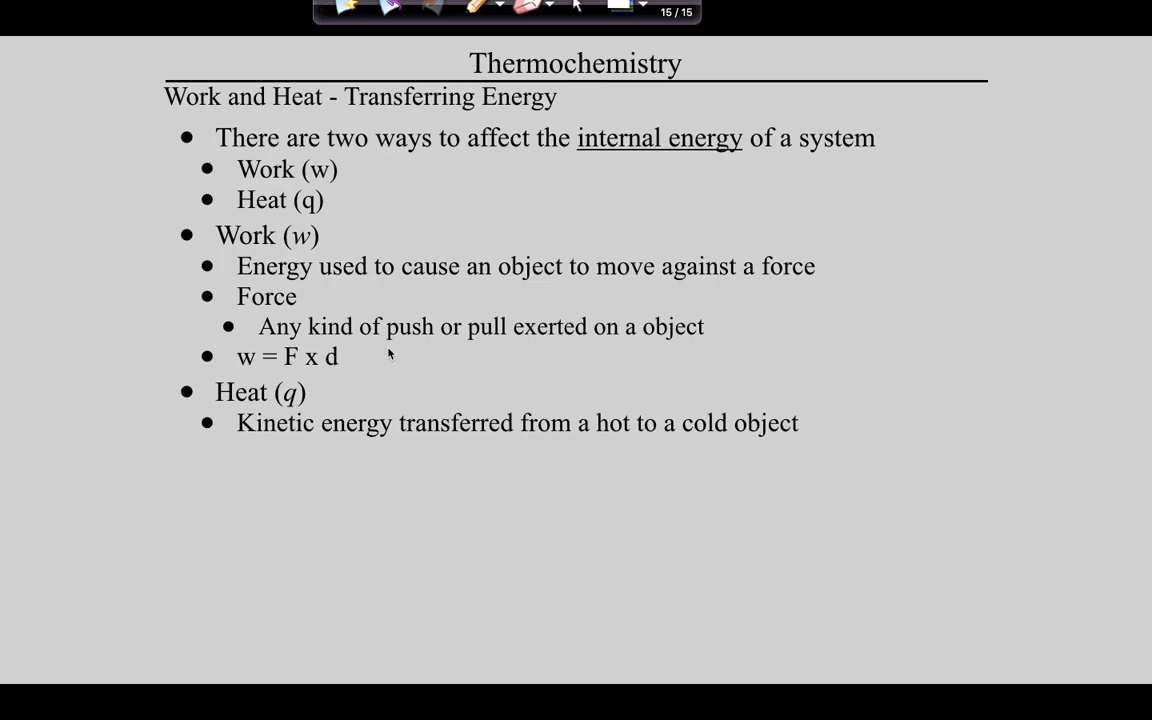 15 / 15
Thermochemistry
Work and Heat - Transferring Energy
• There are two ways to affect the internal energy of a system
• Work (w)
• Heat (q)
• Work (w)
• Energy used to cause an object to move against a force
• Force
• Any kind of push or pull exerted on a object
• w = F x d
• Heat (q)
• Kinetic energy transferred from a hot to a cold object